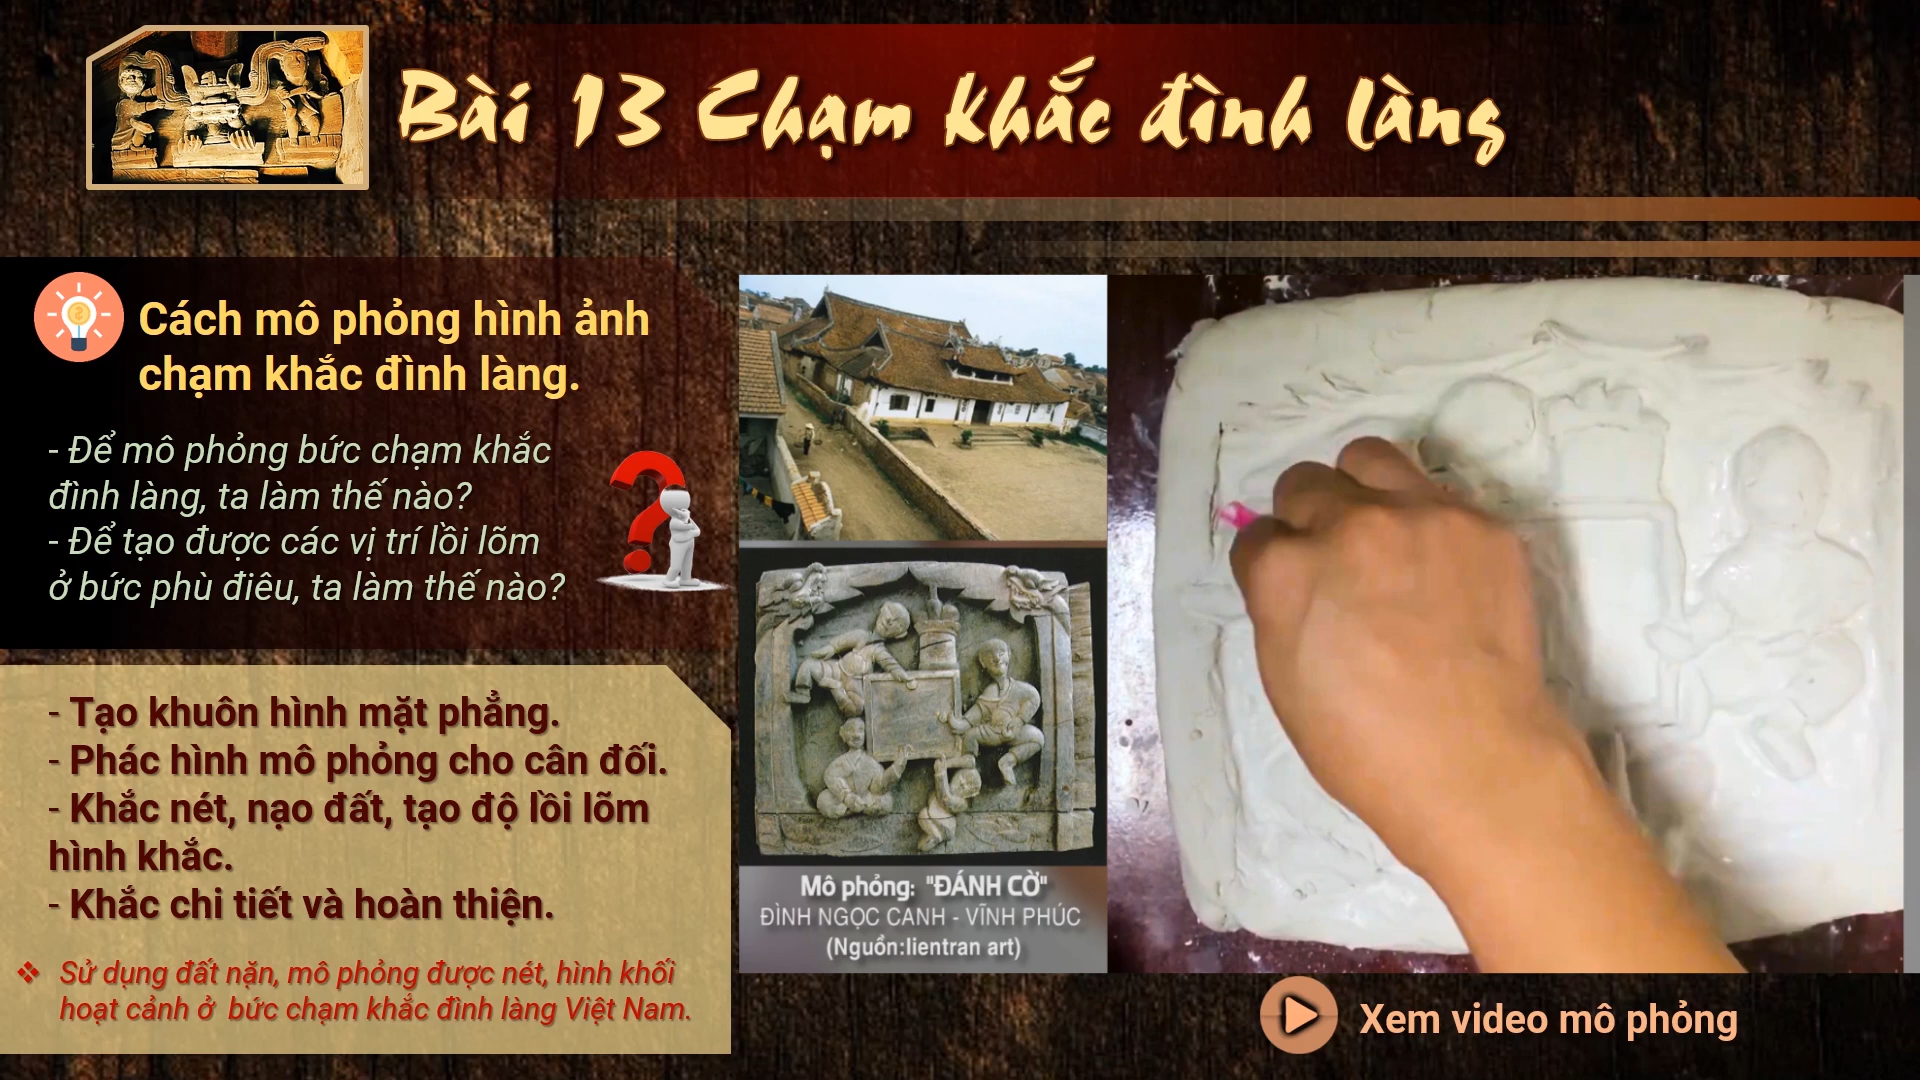 Bài 13 Chạm khắc đình làng
Cách mô phỏng hình ảnh
chạm khắc đình làng.
- Để mô phỏng bức chạm khắc
đình làng, ta làm thế nào?
- Để tạo được các vị trí lồi lõm
ở bức phù điêu, ta làm thế nào?
- Tạo khuôn hình mặt phẳng.
- Phác hình mô phỏng cho cân đối.
- Khắc nét, nạo đất, tạo độ lồi lõm
hình khắc.
- Khắc chi tiết và hoàn thiện.
❖ Sử dụng đất nặn, mô phỏng được nét, hình khối
hoạt cảnh ở bức chạm khắc đình làng Việt Nam.
Mô phỏng: "ĐÁNH CỜ"
ĐÌNH NGỌC CANH - VĨNH PHÚC
(Nguồn:lientran art)
Xem video mô phỏng